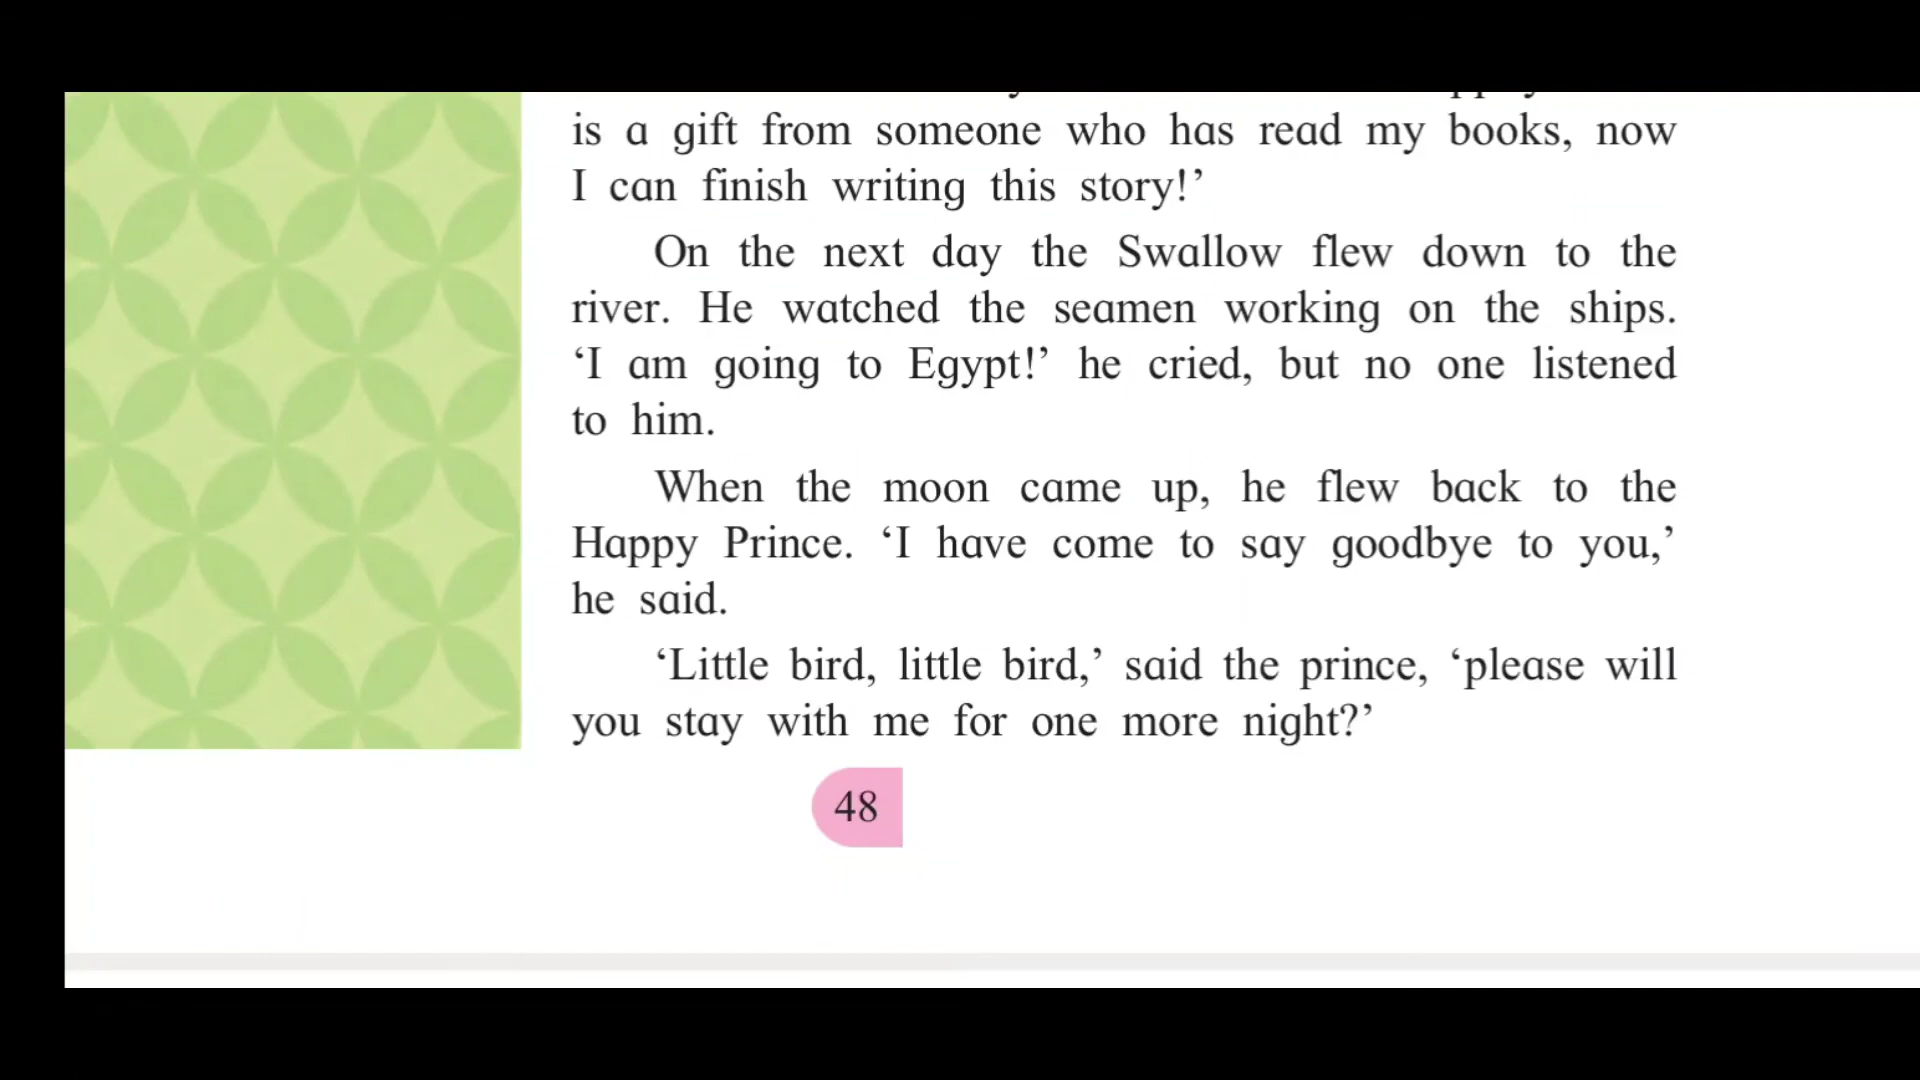 is a gift from someone who has read my books, now
I can finish writing this story!’
On the next day the Swallow flew down to the
river. He watched the seamen working on the ships.
‘I am going to Egypt!’ he cried, but no one listened
to him.
When the moon came up, he flew back to the
Happy Prince. ‘I have come to say goodbye to you,’
he said.
‘Little bird, little bird,’ said the prince, ‘please will
you stay with me for one more night?’
48